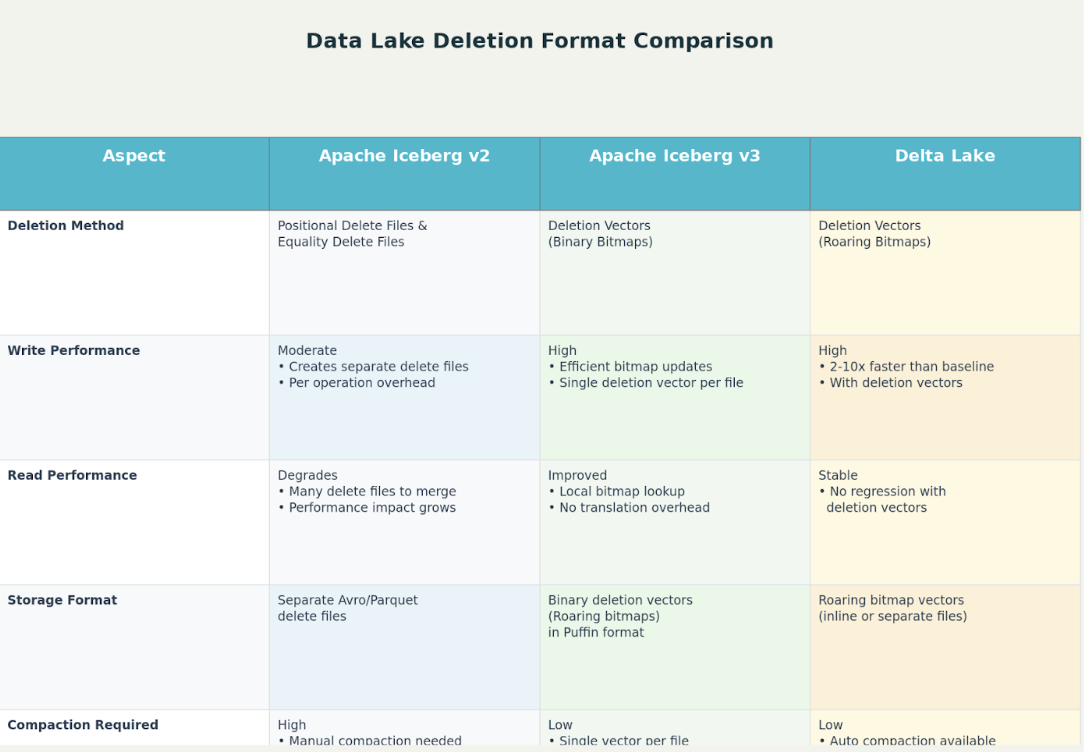 Data Lake Deletion Format Comparison
Aspect
Apache Iceberg v2
Apache Iceberg v3
Delta Lake
Deletion Method
Positional Delete Files &
Equality Delete Files
Deletion Vectors
(Binary Bitmaps)
Deletion Vectors
(Roaring Bitmaps)
Write Performance
Moderate
• Creates separate delete files
• Per operation overhead
High
• Efficient bitmap updates
• Single deletion vector per file
High
• 2-10x faster than baseline
• With deletion vectors
Read Performance
Degrades
• Many delete files to merge
• Performance impact grows
Improved
• Local bitmap lookup
• No translation overhead
Stable
• No regression with
deletion vectors
Storage Format
Separate Avro/Parquet
delete files
Binary deletion vectors
(Roaring bitmaps)
in Puffin format
Roaring bitmap vectors
(inline or separate files)
Compaction Required
High
• Manual compaction needed
Low
• Single vector per file
Low
• Auto compaction available